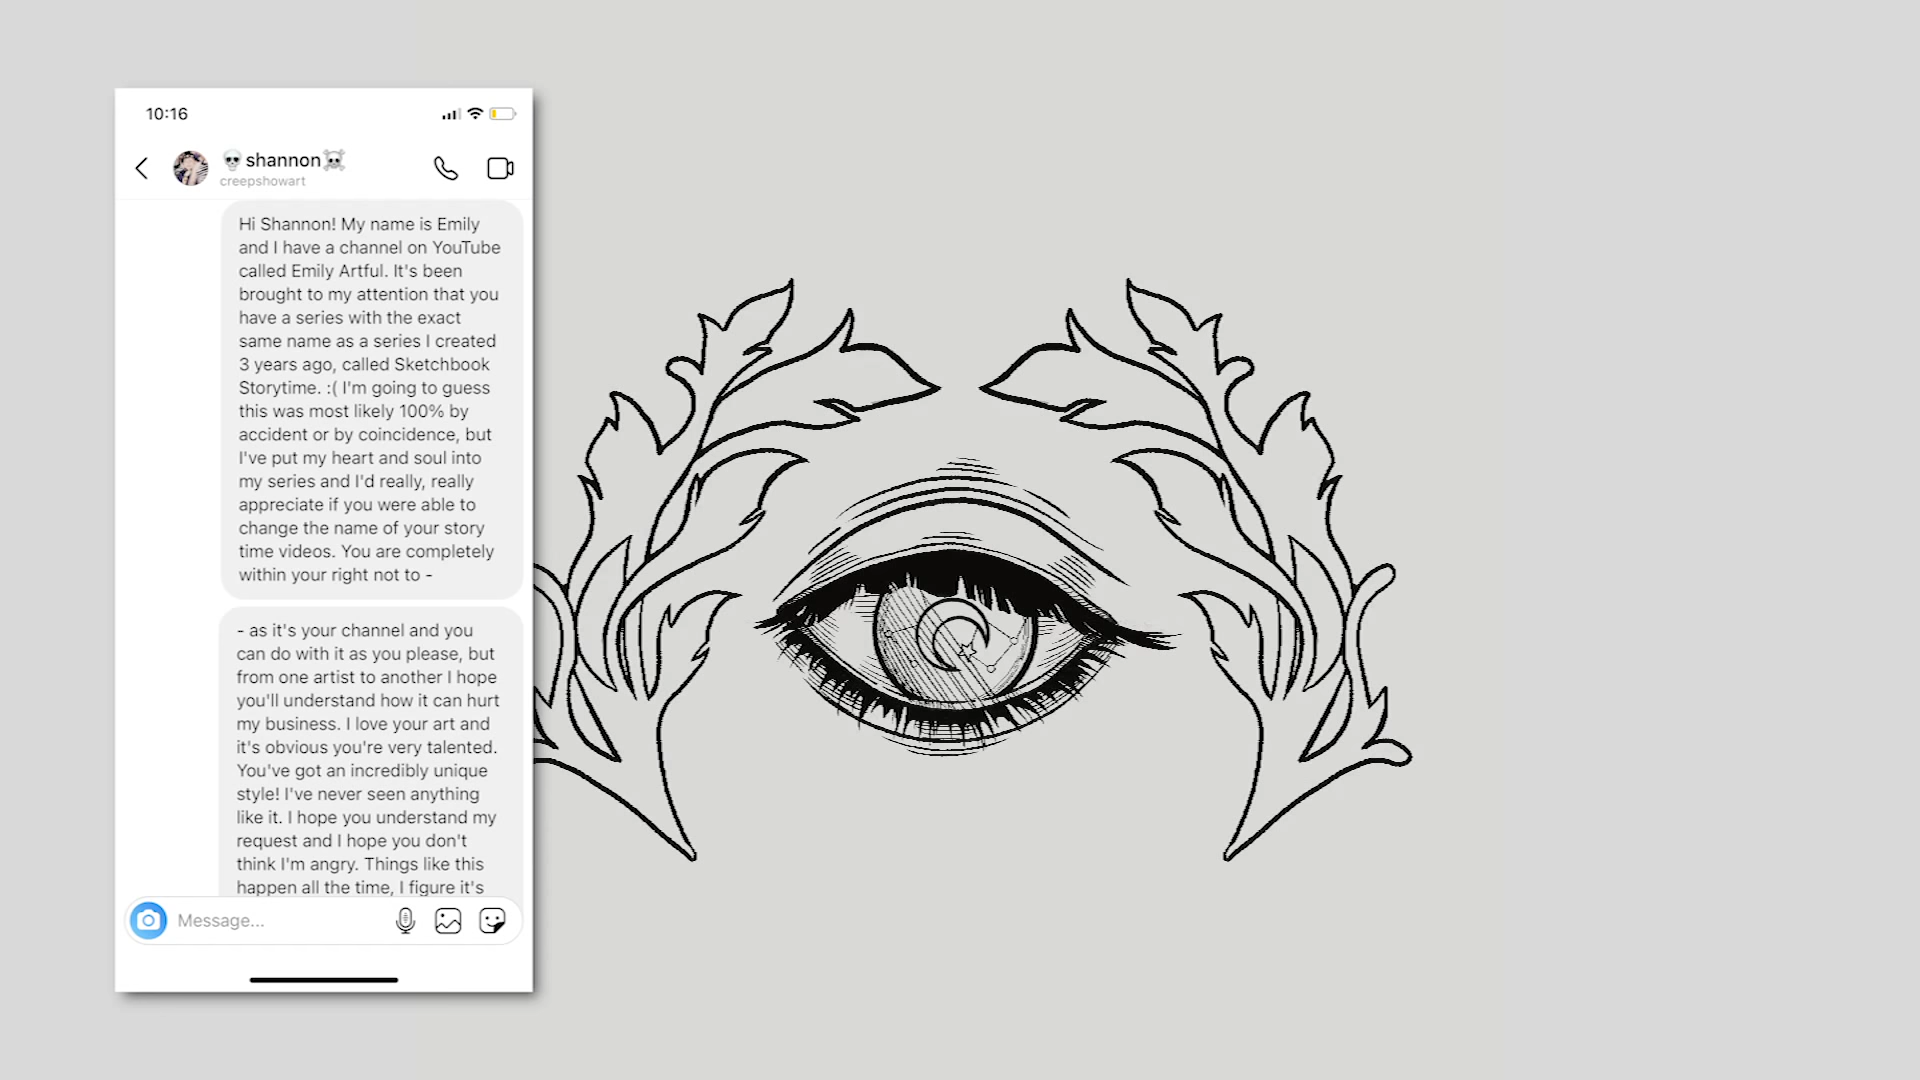 10:16
💀shannon☠️
creepshowart
Hi Shannon! My name is Emily
and I have a channel on YouTube
called Emily Artful. It's been
brought to my attention that you
have a series with the exact
same name as a series I created
3 years ago, called Sketchbook
Storytime. :( I'm going to guess
this was most likely 100% by
accident or by coincidence, but
I've put my heart and soul into
my series and I'd really, really
appreciate if you were able to
change the name of your story
time videos. You are completely
within your right not to -
- as it's your channel and you
can do with it as you please, but
from one artist to another I hope
you'll understand how it can hurt
my business. I love your art and
it's obvious you're very talented.
You've got an incredibly unique
style! I've never seen anything
like it. I hope you understand my
request and I hope you don't
think I'm angry. Things like this
happen all the time, I figure it's
Message...